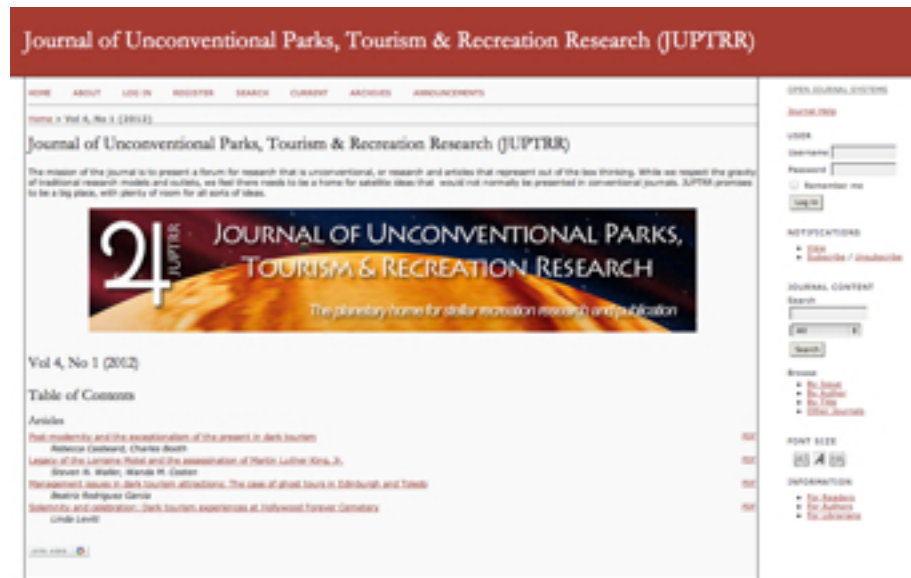 Journal of Unconventional Parks, Tourism & Recreation Research (JUPTRR)
HOME ABOUT LOG IN REGISTER SEARCH CURRENT ARCHIVES ANNOUNCEMENTS
Home > Vol 4, No 1 (2012)
Journal of Unconventional Parks, Tourism & Recreation Research (JUPTRR)
The mission of the journal is to present a forum for research that is unconventional, or research and articles that represent out of the box thinking. While we respect the gravity
of traditional research models and outlets, we feel there needs to be a home for satellite ideas that would not normally be presented in conventional journals. JUPTRR promises
to be a big place, with plenty of room for all sorts of ideas.
JUPTRR
JOURNAL OF UNCONVENTIONAL PARKS,
TOURISM & RECREATION RESEARCH
The planetary home for stellar recreation research and publication
Vol 4, No 1 (2012)
Table of Contents
Articles
Post-modernity and the exceptionalism of the present in dark tourism PDF
Rebecca Casbeard, Charles Booth
Legacy of the Lorraine Motel and the assassination of Martin Luther King, Jr. PDF
Steven N. Waller, Wanda M. Costen
Management issues in dark tourism attractions: The case of ghost tours in Edinburgh and Toledo PDF
Beatriz Rodriguez Garcia
Solemnity and celebration: Dark tourism experiences at Hollywood Forever Cemetery PDF
Linda Levitt
OPEN JOURNAL SYSTEMS
Journal Help
USER
Username
Password
Remember me
Log In
NOTIFICATIONS
View
Subscribe / Unsubscribe
JOURNAL CONTENT
Search
All
Search
Browse
By Issue
By Author
By Title
Other Journals
FONT SIZE
A A A
INFORMATION
For Readers
For Authors
For Librarians